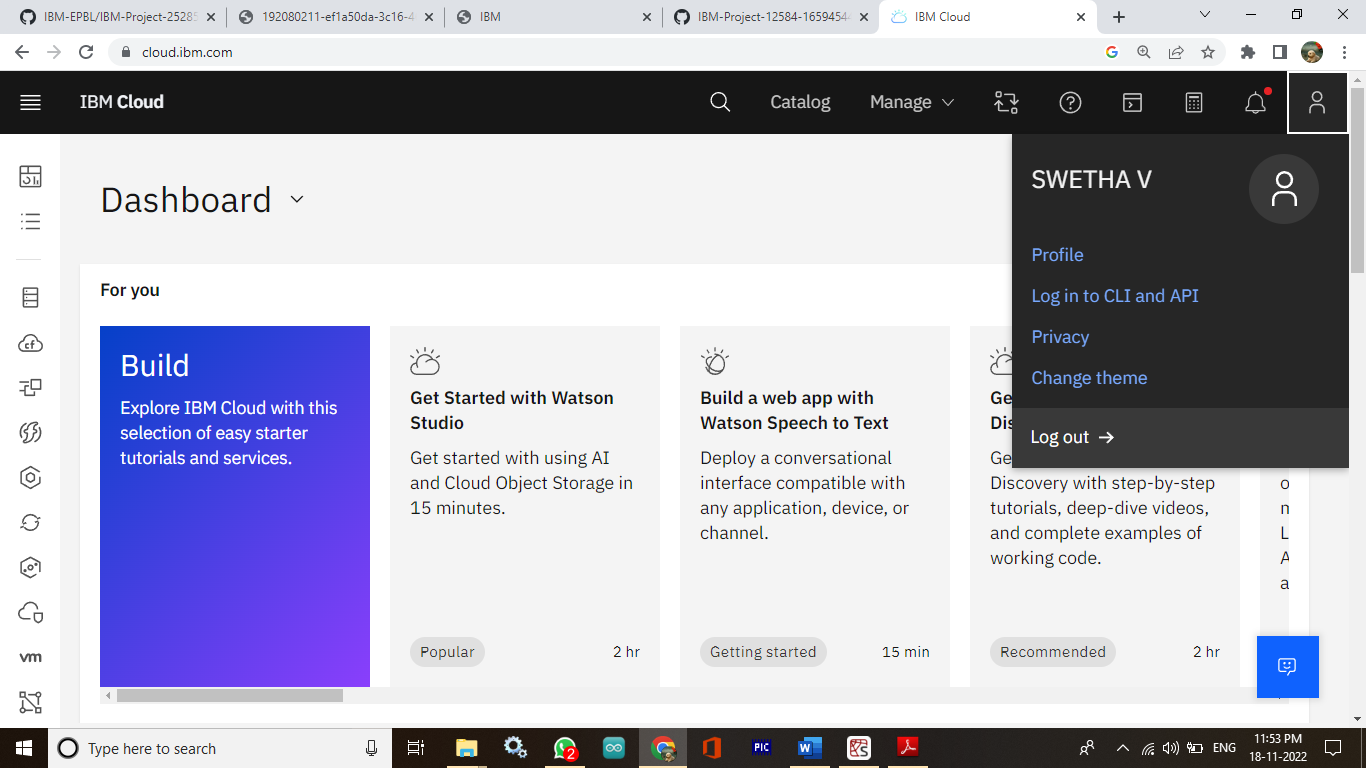 IBM-EPBL/IBM-Project-25285
192080211-ef1a50da-3c16-4
IBM
IBM-Project-12584-16594544
IBM Cloud
cloud.ibm.com
IBM Cloud
Catalog
Manage
SWETHA V
Profile
Log in to CLI and API
Privacy
Change theme
Log out
Dashboard
For you
Build
Explore IBM Cloud with this
selection of easy starter
tutorials and services.
Get Started with Watson
Studio
Get started with using AI
and Cloud Object Storage in
15 minutes.
Popular
2 hr
Build a web app with
Watson Speech to Text
Deploy a conversational
interface compatible with
any application, device, or
channel.
Getting started
15 min
Ge
Dis
Ge
Discovery with step-by-step
tutorials, deep-dive videos,
and complete examples of
working code.
Recommended
2 hr
o
m
L
A
a
cf
vm
Type here to search
2
PIC
ENG
11:53 PM
18-11-2022